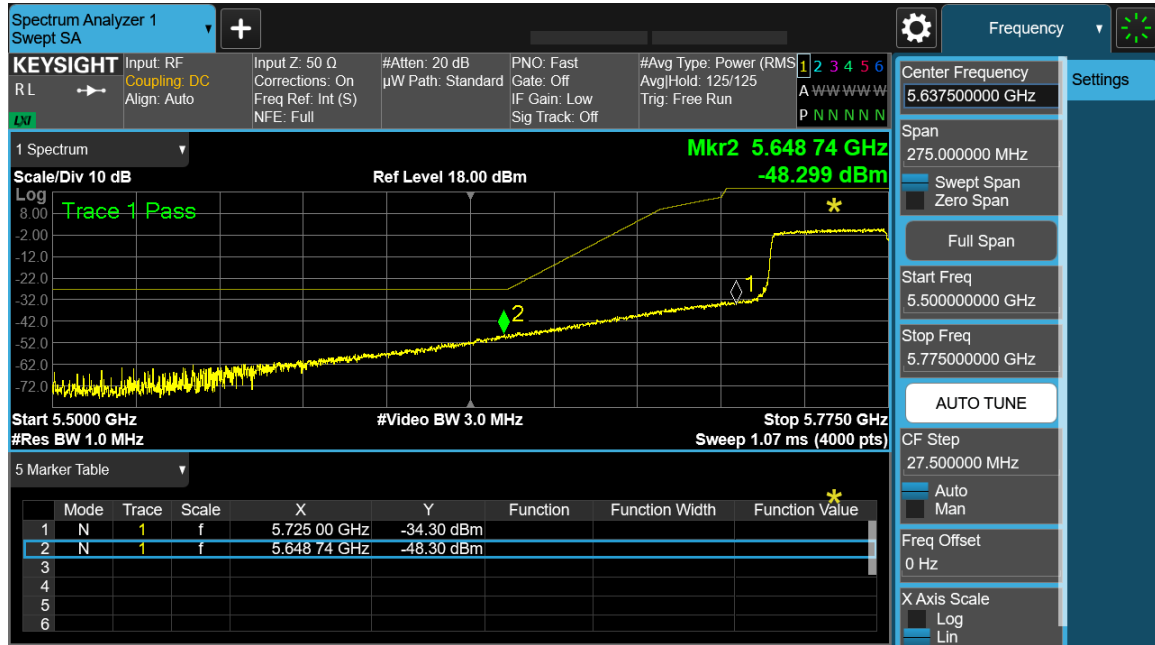 Spectrum Analyzer 1
Swept SA
+
Frequency
KEYSIGHT
R L
LXI
Input: RF
Coupling: DC
Align: Auto
Input Z: 50 Ω
Corrections: On
Freq Ref: Int (S)
NFE: Full
#Atten: 20 dB
µW Path: Standard
PNO: Fast
Gate: Off
IF Gain: Low
Sig Track: Off
#Avg Type: Power (RMS
Avg|Hold: 125/125
Trig: Free Run
1 2 3 4 5 6
A W W W W W
P N N N N N
1 Spectrum
Mkr2 5.648 74 GHz
-48.299 dBm
Scale/Div 10 dB
Ref Level 18.00 dBm
Log
Trace 1 Pass
8.00
-2.00
-12.0
-22.0
-32.0
-42.0
-52.0
-62.0
-72.0
1
2
*
Start 5.5000 GHz
#Video BW 3.0 MHz
Stop 5.7750 GHz
#Res BW 1.0 MHz
Sweep 1.07 ms (4000 pts)
5 Marker Table
*
Mode Trace Scale X Y Function Function Width Function Value
1 N 1 f 5.725 00 GHz -34.30 dBm
2 N 1 f 5.648 74 GHz -48.30 dBm
3
4
5
6
Center Frequency
5.637500000 GHz
Settings
Span
275.000000 MHz
Swept Span
Zero Span
Full Span
Start Freq
5.500000000 GHz
Stop Freq
5.775000000 GHz
AUTO TUNE
CF Step
27.500000 MHz
Auto
Man
Freq Offset
0 Hz
X Axis Scale
Log
Lin